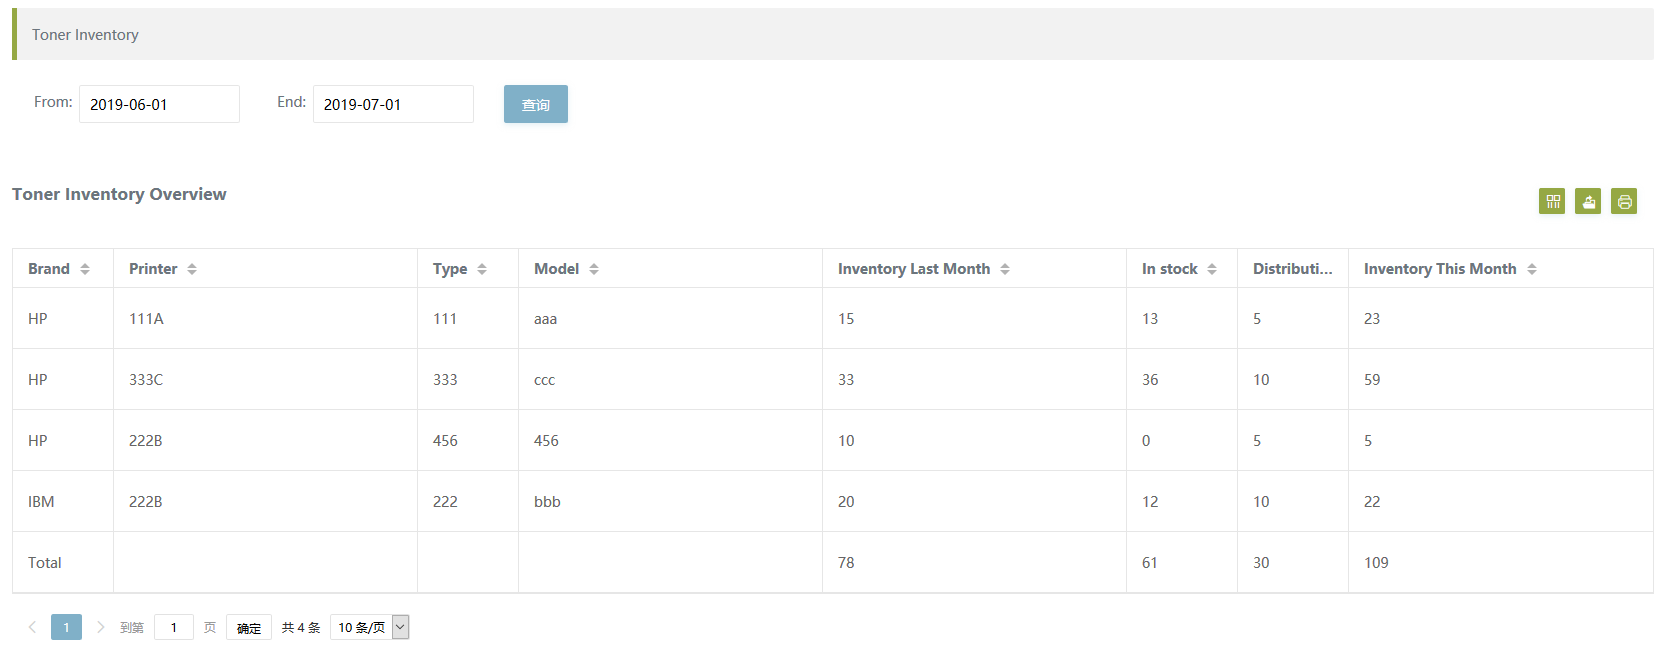 Toner Inventory
From: 2019-06-01 End: 2019-07-01 查询
Toner Inventory Overview
Brand Printer Type Model Inventory Last Month In stock Distributi... Inventory This Month
HP 111A 111 aaa 15 13 5 23
HP 333C 333 ccc 33 36 10 59
HP 222B 456 456 10 0 5 5
IBM 222B 222 bbb 20 12 10 22
Total 78 61 30 109
1 到第 1 页 确定 共 4 条 10 条/页